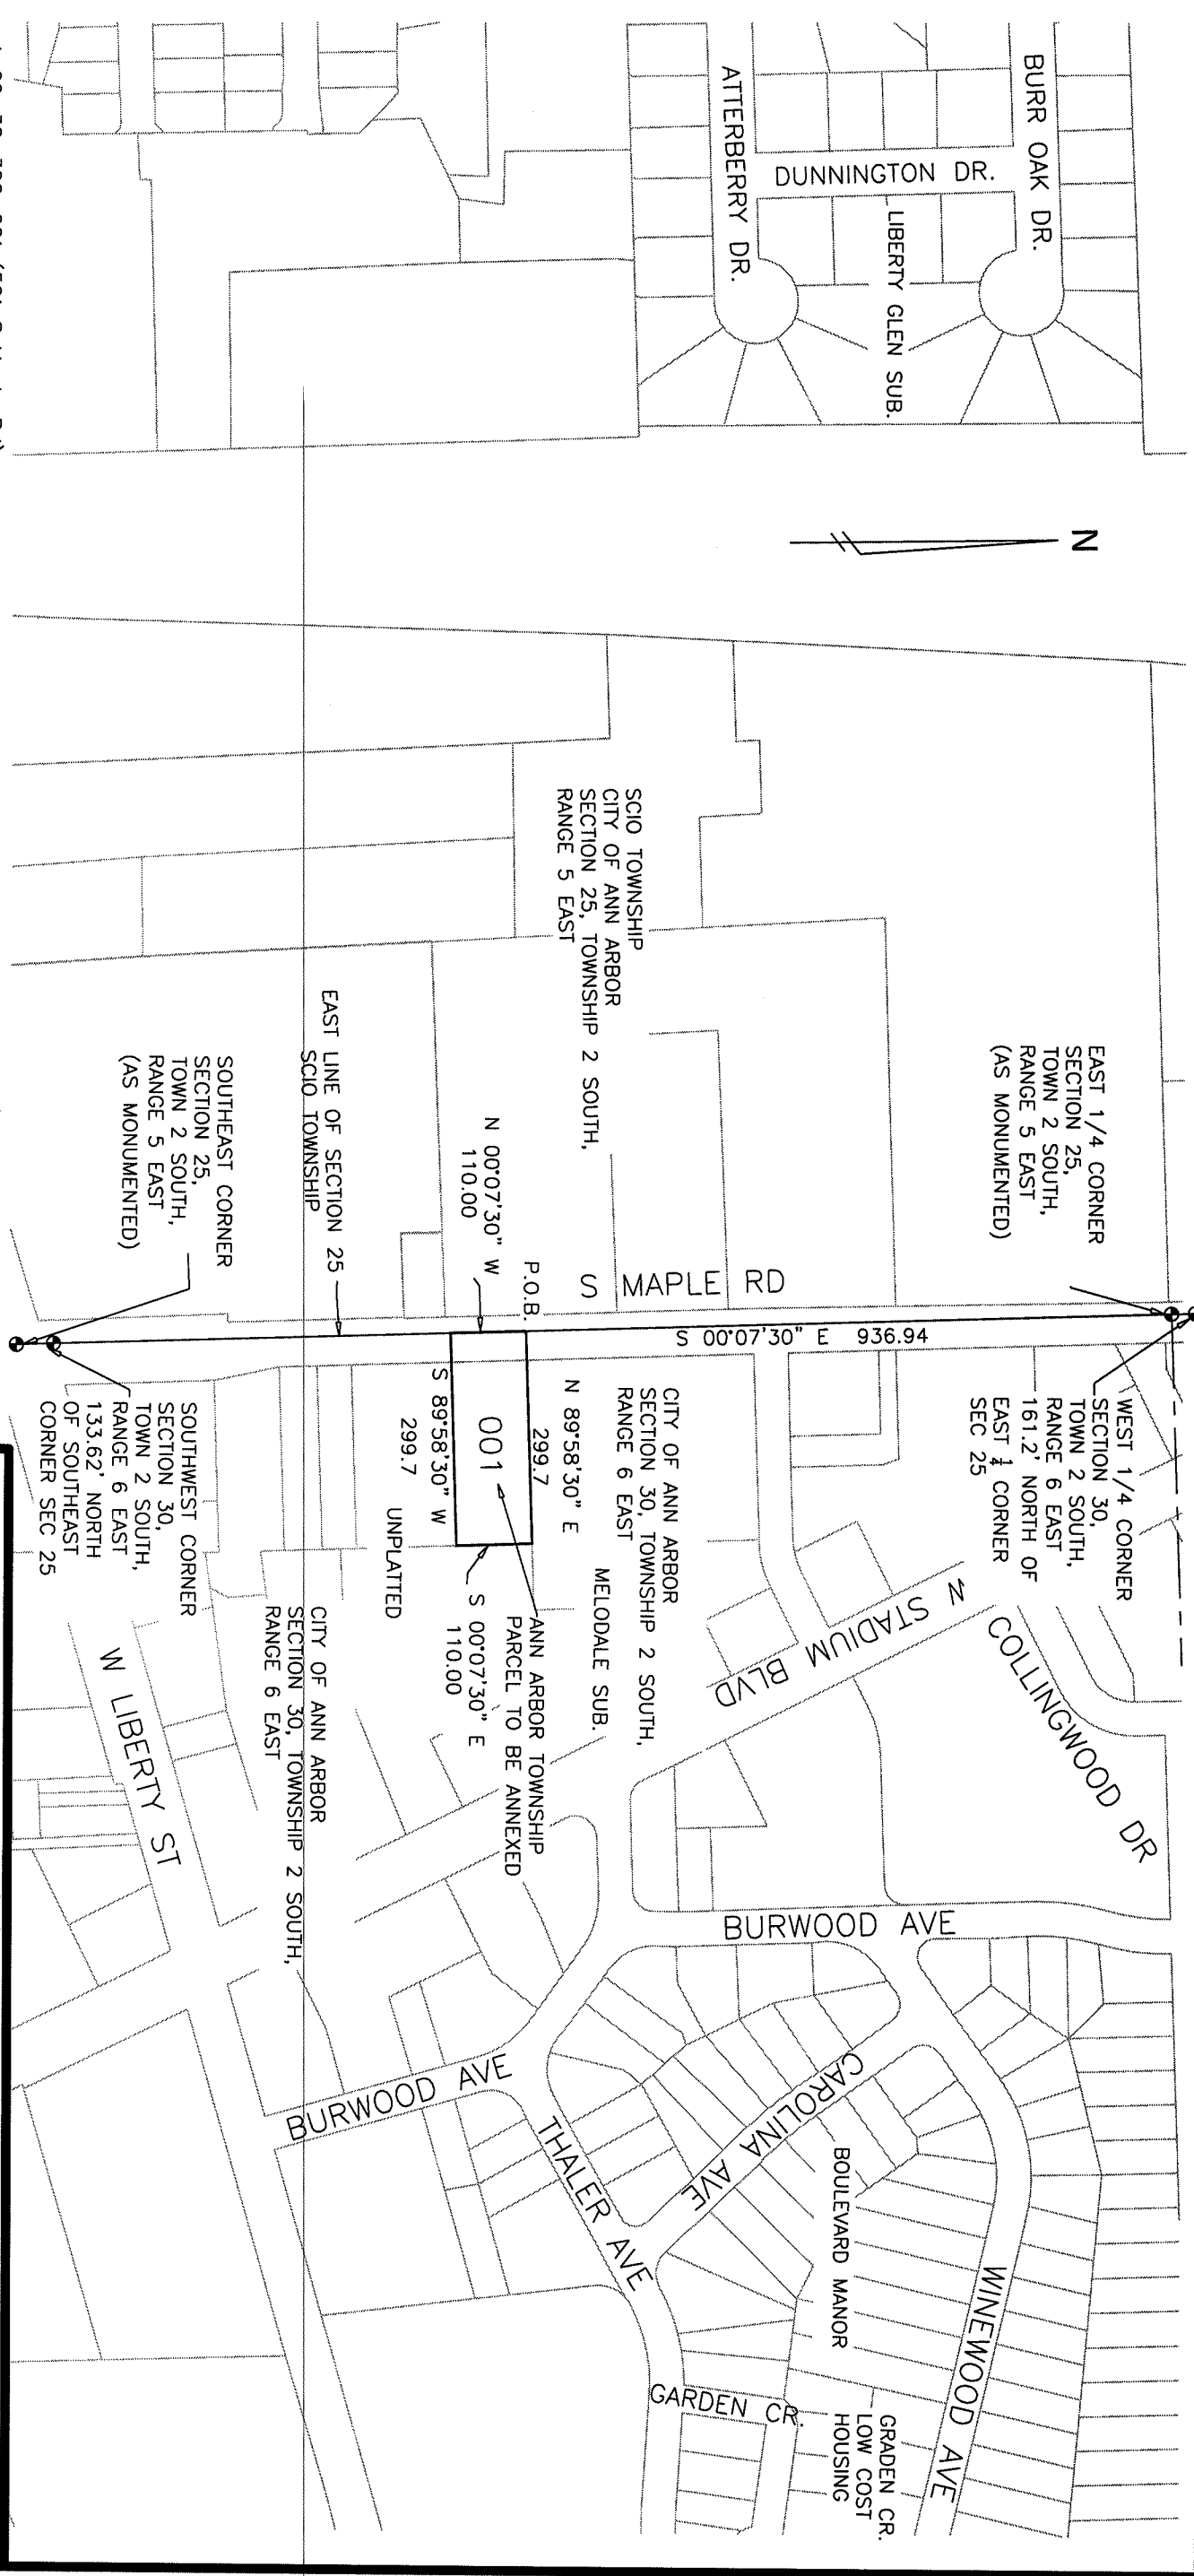 BURR OAK DR.
DUNNINGTON DR.
ATTERBERRY DR.
LIBERTY GLEN SUB.
N
SCIO TOWNSHIP
CITY OF ANN ARBOR
SECTION 25, TOWNSHIP 2 SOUTH,
RANGE 5 EAST
EAST 1/4 CORNER
SECTION 25,
TOWN 2 SOUTH,
RANGE 5 EAST
(AS MONUMENTED)
EAST LINE OF SECTION 25
SCIO TOWNSHIP
SOUTHEAST CORNER
SECTION 25,
TOWN 2 SOUTH,
RANGE 5 EAST
(AS MONUMENTED)
N 00°07'30" W
110.00
P.O.B.
S MAPLE RD
S 00°07'30" E 936.94
WEST 1/4 CORNER
SECTION 30,
TOWN 2 SOUTH,
RANGE 6 EAST
161.2' NORTH OF
EAST 1/4 CORNER
SEC 25
CITY OF ANN ARBOR
SECTION 30, TOWNSHIP 2 SOUTH,
RANGE 6 EAST
MELODALE SUB.
N 89°58'30" E
299.7
001
S 89°58'30" W
299.7
UNPLATTED
SOUTHWEST CORNER
SECTION 30,
TOWN 2 SOUTH,
RANGE 6 EAST
133.62' NORTH
OF SOUTHEAST
CORNER SEC 25
ANN ARBOR TOWNSHIP
PARCEL TO BE ANNEXED
S 00°07'30" E
110.00
CITY OF ANN ARBOR
SECTION 30, TOWNSHIP 2 SOUTH,
RANGE 6 EAST
N STADIUM BLVD
COLLINGWOOD DR
W LIBERTY ST
BURWOOD AVE
BURWOOD AVE
CAROLINA AVE
THALER AVE
BOULEVARD MANOR
WINEWOOD AVE
GARDEN CR.
GRADEN CR.
LOW COST
HOUSING